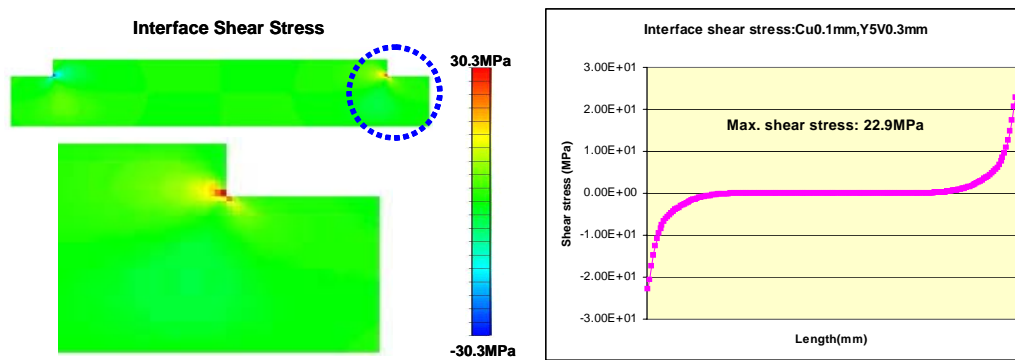 Interface Shear Stress
30.3MPa
-30.3MPa
Interface shear stress:Cu0.1mm,Y5V0.3mm
Shear stress (MPa)
3.00E+01
2.00E+01
1.00E+01
0.00E+00
-1.00E+01
-2.00E+01
-3.00E+01
Max. shear stress: 22.9MPa
Length(mm)